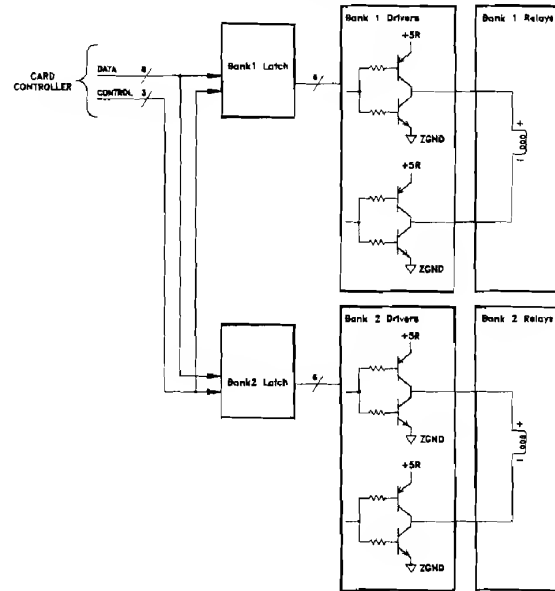 Bank 1 Drivers
Bank 1 Relays
+5R
CARD
CONTROLLER
DATA
CONTROL
3
Bank1 Latch
6
ZGND
+
+5R
ZGND
Bank 2 Drivers
Bank 2 Relays
+5R
Bank2 Latch
6
ZGND
+
+5R
ZGND